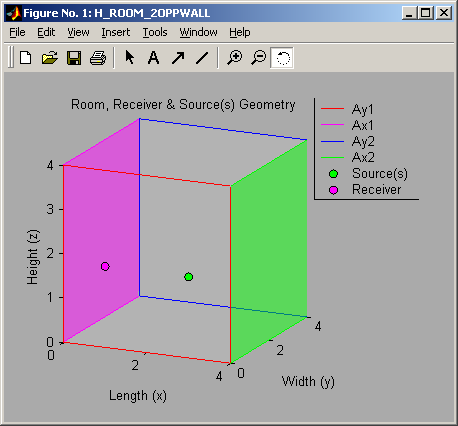 Figure No. 1: H_ROOM_2OPPWALL
File Edit View Insert Tools Window Help
Room, Receiver & Source(s) Geometry
Ay1
Ax1
Ay2
Ax2
Source(s)
Receiver
4
3
2
1
0
Height (z)
0
2
4
Length (x)
0
2
4
Width (y)